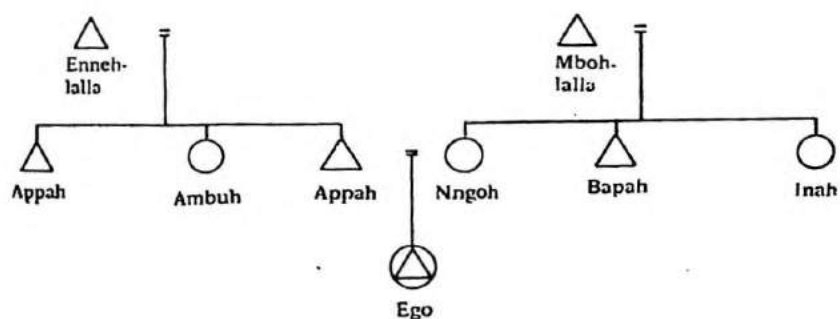 Enneh-
lalla
Mboh-
lalla
Appah
Ambuh
Appah
Nngoh
Bapah
Inah
Ego